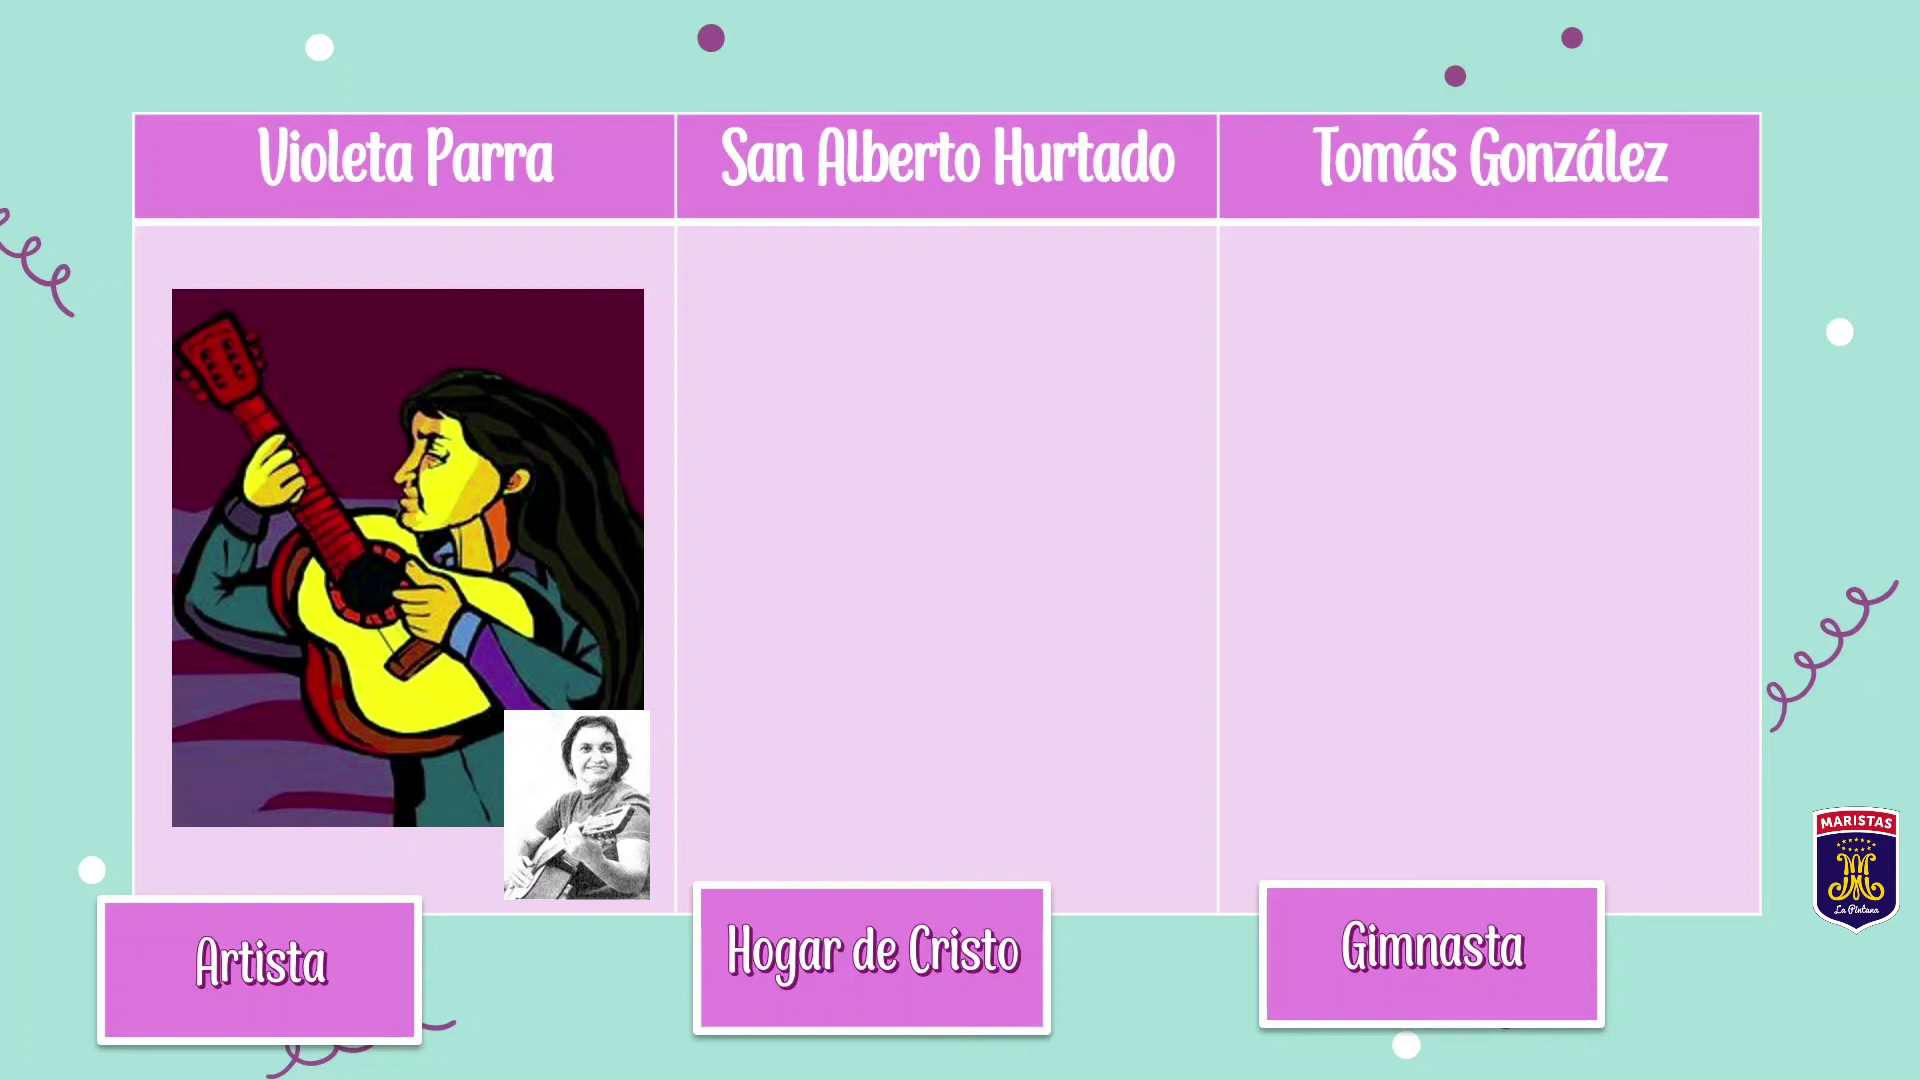 Violeta Parra
San Alberto Hurtado
Tomás González
Artista
Hogar de Cristo
Gimnasta
MARISTAS
La Pintana